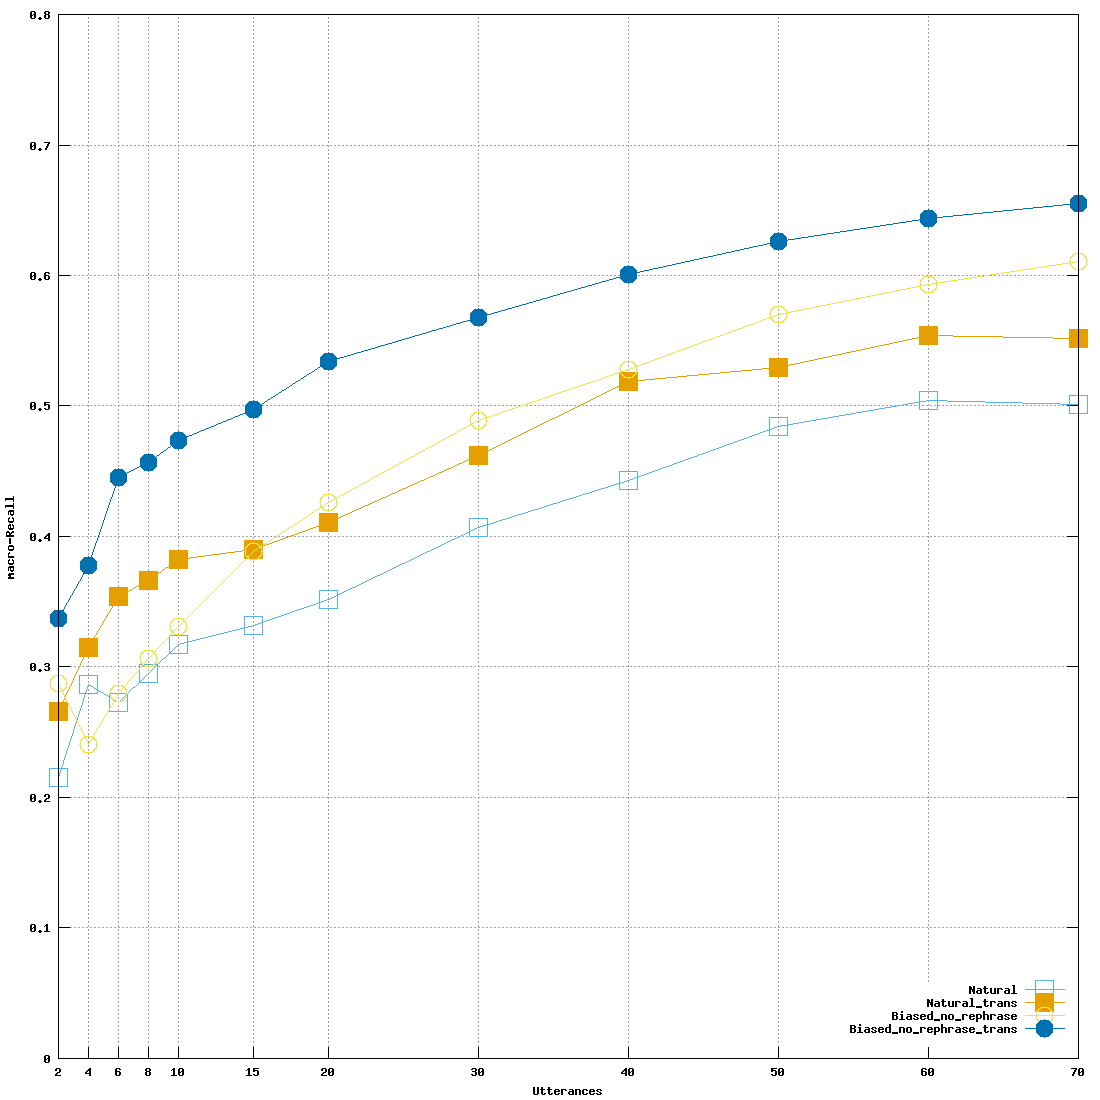 0.8
0.7
0.6
0.5
0.4
0.3
0.2
0.1
0
Macro-Recall
2 4 6 8 10 15 20 30 40 50 60 70
Utterances
Natural
Natural_trans
Biased_no_rephrase
Biased_no_rephrase_trans